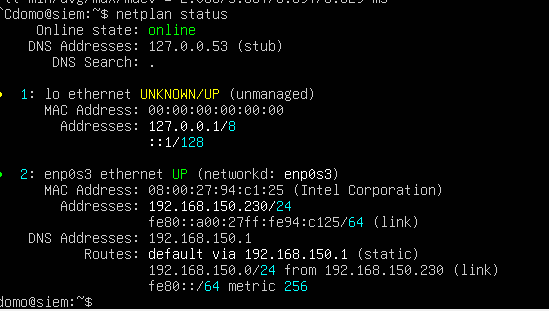 ^Cdomo@siem:~$ netplan status
Online state: online
DNS Addresses: 127.0.0.53 (stub)
DNS Search: .
1: lo ethernet UNKNOWN/UP (unmanaged)
MAC Address: 00:00:00:00:00:00
Addresses: 127.0.0.1/8
::1/128
2: enp0s3 ethernet UP (networkd: enp0s3)
MAC Address: 08:00:27:94:c1:25 (Intel Corporation)
Addresses: 192.168.150.230/24
fe80::a00:27ff:fe94:c125/64 (link)
DNS Addresses: 192.168.150.1
Routes: default via 192.168.150.1 (static)
192.168.150.0/24 from 192.168.150.230 (link)
fe80::/64 metric 256
domo@siem:~$